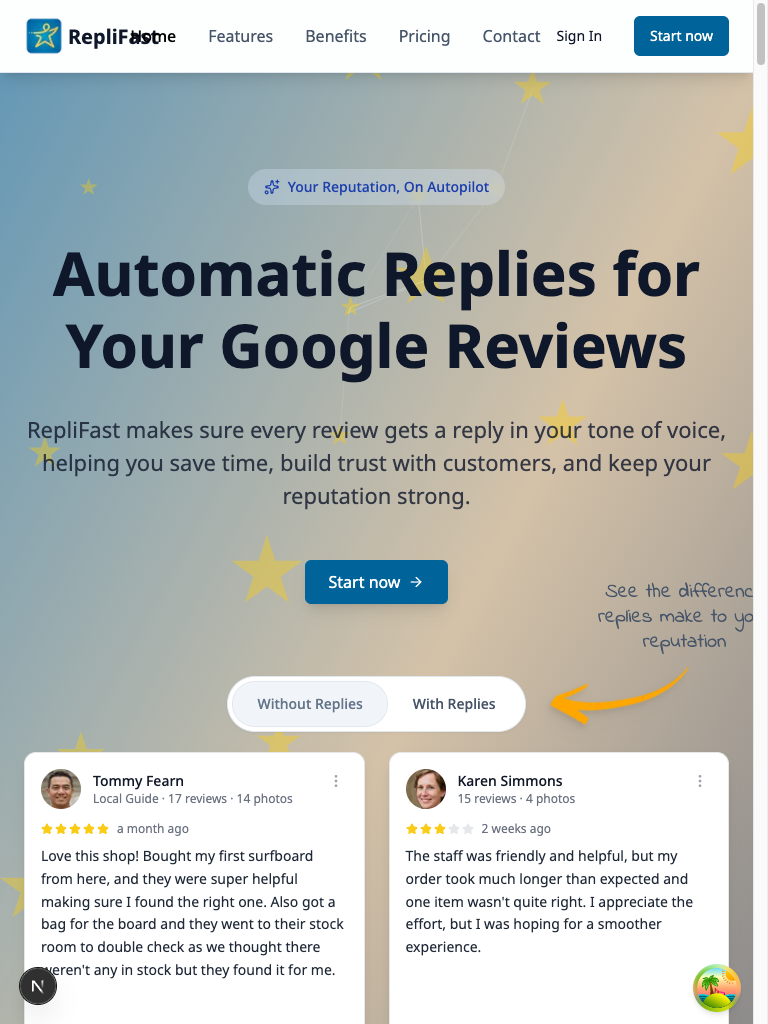 RepliFast
Home
Features
Benefits
Pricing
Contact
Sign In
Start now
Your Reputation, On Autopilot
Automatic Replies for
Your Google Reviews
RepliFast makes sure every review gets a reply in your tone of voice,
helping you save time, build trust with customers, and keep your
reputation strong.
Start now
See the differenc
replies make to yo
reputation
Without Replies
With Replies
Tommy Fearn
Local Guide · 17 reviews · 14 photos
a month ago
Love this shop! Bought my first surfboard
from here, and they were super helpful
making sure I found the right one. Also got a
bag for the board and they went to their stock
room to double check as we thought there
weren't any in stock but they found it for me.
Karen Simmons
15 reviews · 4 photos
2 weeks ago
The staff was friendly and helpful, but my
order took much longer than expected and
one item wasn't quite right. I appreciate the
effort, but I was hoping for a smoother
experience.
N